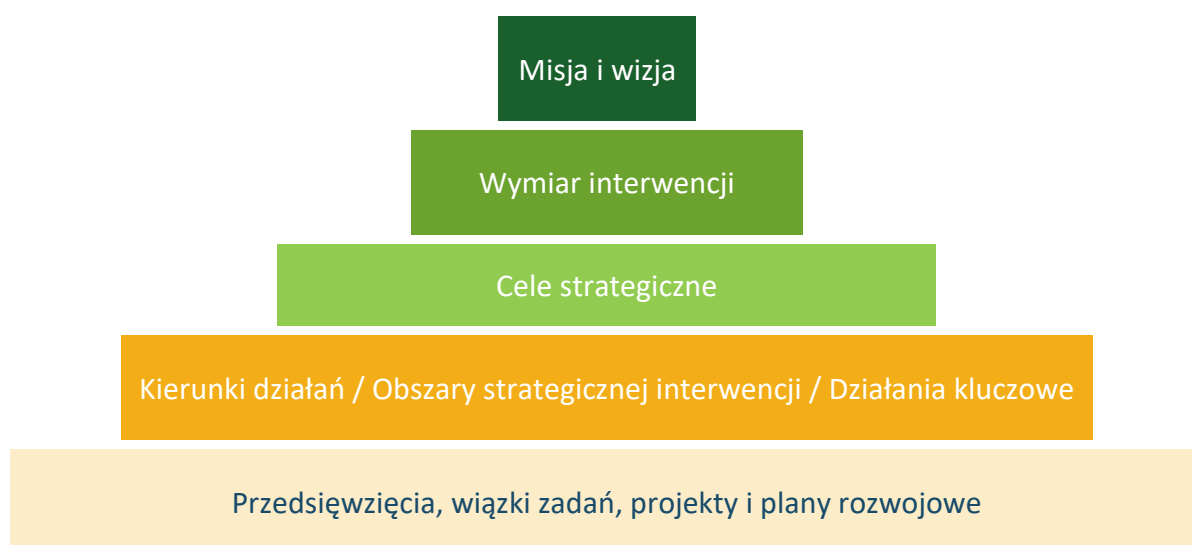 Misja i wizja
Wymiar interwencji
Cele strategiczne
Kierunki działań / Obszary strategicznej interwencji / Działania kluczowe
Przedsięwzięcia, wiązki zadań, projekty i plany rozwojowe